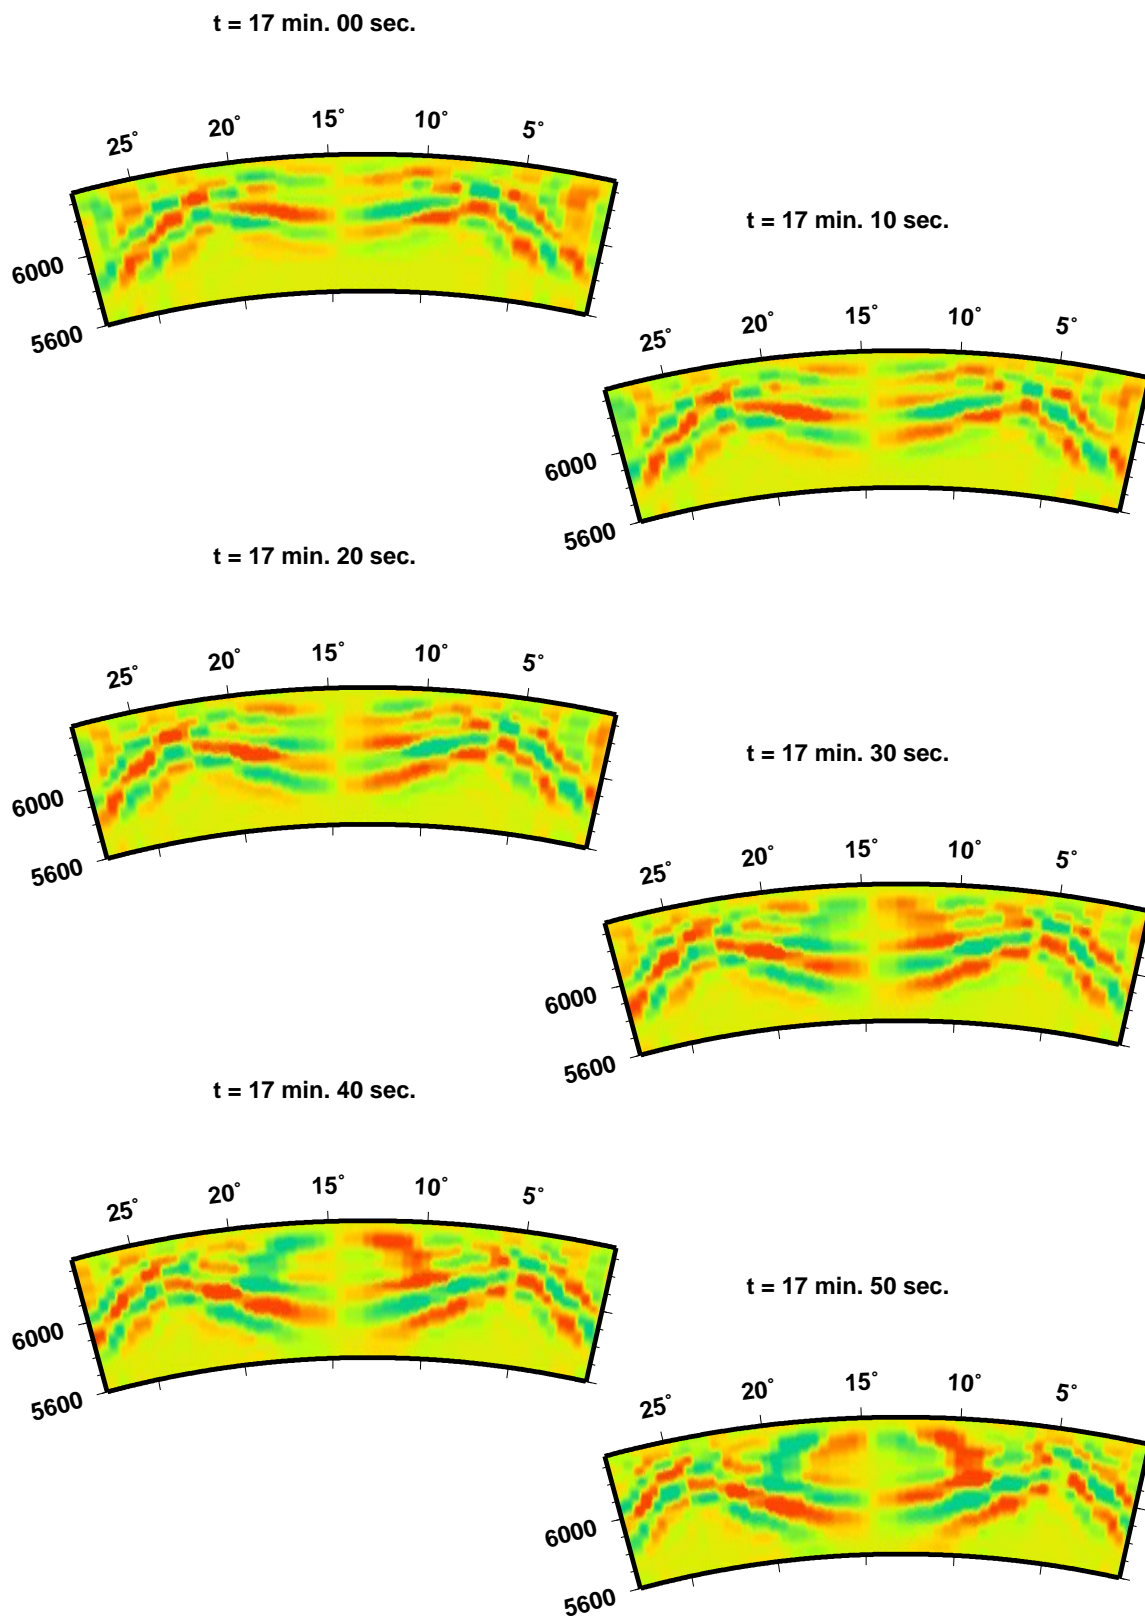 t = 17 min. 00 sec.
25° 20° 15° 10° 5°
6000
5600
t = 17 min. 10 sec.
25° 20° 15° 10° 5°
6000
5600
t = 17 min. 20 sec.
25° 20° 15° 10° 5°
6000
5600
t = 17 min. 30 sec.
25° 20° 15° 10° 5°
6000
5600
t = 17 min. 40 sec.
25° 20° 15° 10° 5°
6000
5600
t = 17 min. 50 sec.
25° 20° 15° 10° 5°
6000
5600